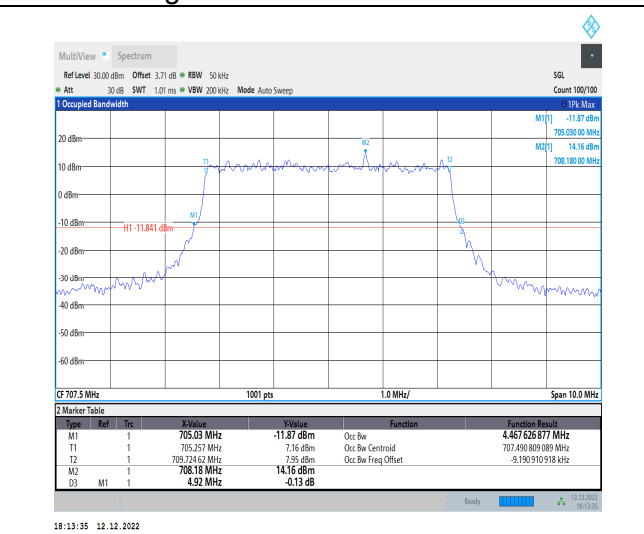 MultiView Spectrum
Ref Level 30.00 dBm Offset 3.71 dB RBW 50 kHz SGL
Att 30 dB SWT 1.01 ms VBW 200 kHz Mode Auto Sweep Count 100/100
1 Occupied Bandwidth 1Pk Max
M1[1] -11.87 dBm
705.030 00 MHz
M2[1] 14.16 dBm
708.180 00 MHz
20 dBm
M2
T1
T2
10 dBm
0 dBm
M1
D3
-10 dBm
H1 -11.841 dBm
-20 dBm
-30 dBm
-40 dBm
-50 dBm
-60 dBm
CF 707.5 MHz 1001 pts 1.0 MHz/ Span 10.0 MHz
2 Marker Table
Type Ref Trc X-Value Y-Value Function Function Result
M1 1 705.03 MHz -11.87 dBm Occ Bw 4.467 626 877 MHz
T1 1 705.257 MHz 7.16 dBm Occ Bw Centroid 707.490 809 089 MHz
T2 1 709.724 62 MHz 7.95 dBm Occ Bw Freq Offset -9.190 910 918 kHz
M2 1 708.18 MHz 14.16 dBm
D3 M1 1 4.92 MHz -0.13 dB
Ready 12.12.2022
18:13:35
18:13:35 12.12.2022